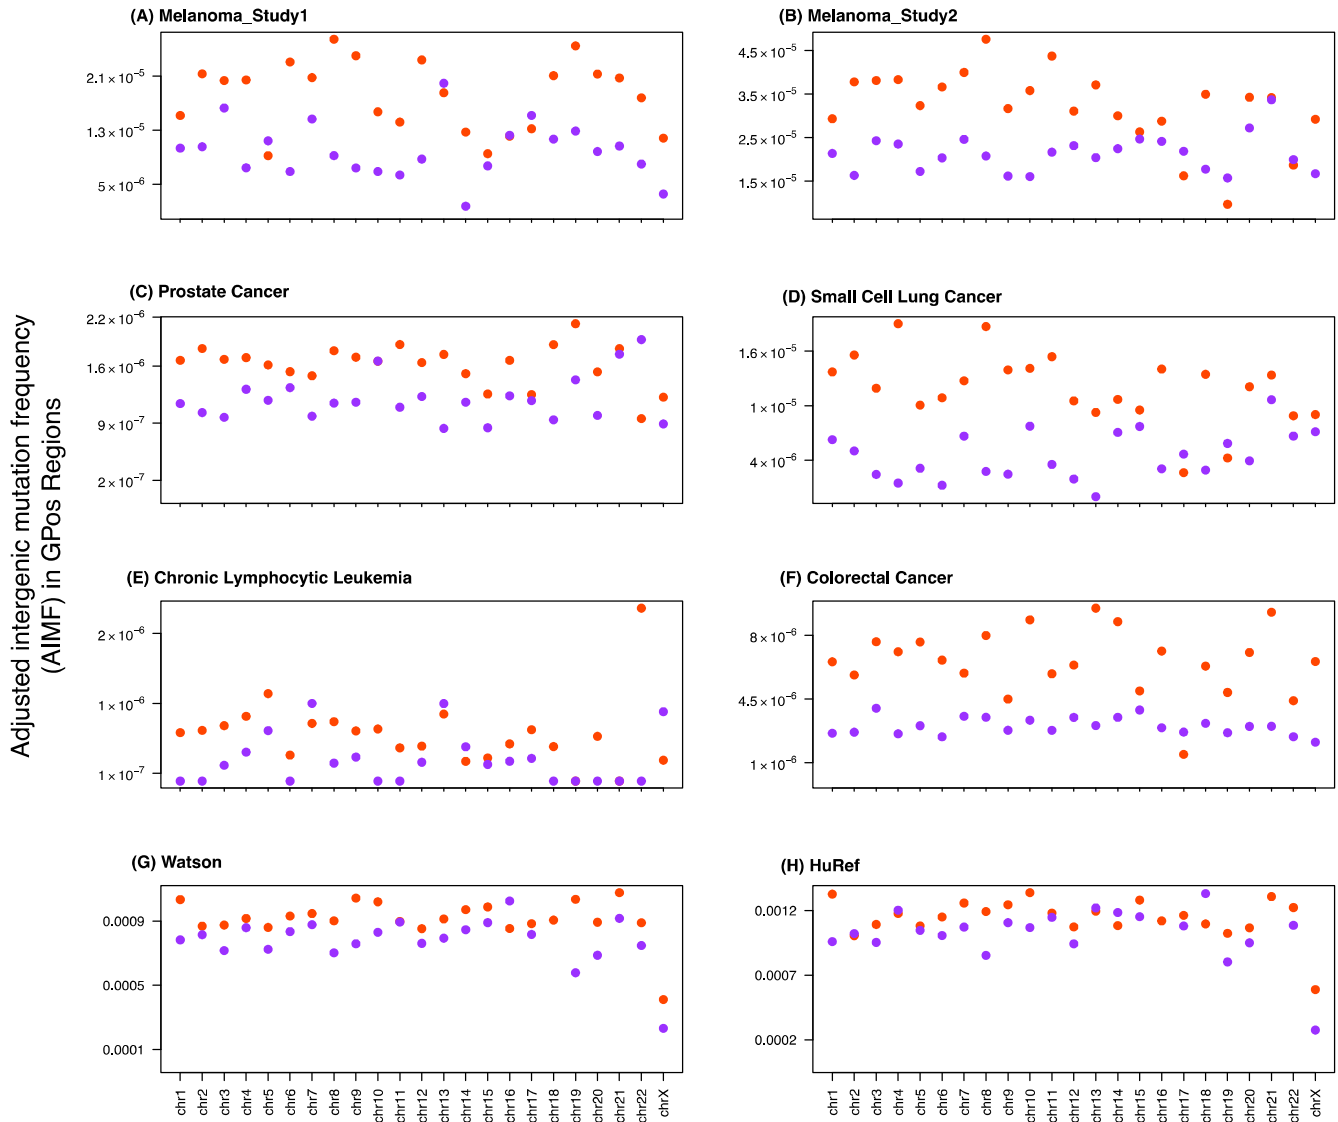 (A) Melanoma_Study1
2.1 × 10⁻⁵
1.3 × 10⁻⁵
5 × 10⁻⁶
(B) Melanoma_Study2
4.5 × 10⁻⁵
3.5 × 10⁻⁵
2.5 × 10⁻⁵
1.5 × 10⁻⁵
Adjusted intergenic mutation frequency
(AIMF) in GPos Regions
(C) Prostate Cancer
2.2 × 10⁻⁶
1.6 × 10⁻⁶
9 × 10⁻⁷
2 × 10⁻⁷
(D) Small Cell Lung Cancer
1.6 × 10⁻⁵
1 × 10⁻⁵
4 × 10⁻⁶
(E) Chronic Lymphocytic Leukemia
2 × 10⁻⁶
1 × 10⁻⁶
1 × 10⁻⁷
(F) Colorectal Cancer
8 × 10⁻⁶
4.5 × 10⁻⁶
1 × 10⁻⁶
(G) Watson
0.0009
0.0005
0.0001
chr1
chr2
chr3
chr4
chr5
chr6
chr7
chr8
chr9
chr10
chr11
chr12
chr13
chr14
chr15
chr16
chr17
chr18
chr19
chr20
chr21
chr22
chrX
(H) HuRef
0.0012
0.0007
0.0002
chr1
chr2
chr3
chr4
chr5
chr6
chr7
chr8
chr9
chr10
chr11
chr12
chr13
chr14
chr15
chr16
chr17
chr18
chr19
chr20
chr21
chr22
chrX